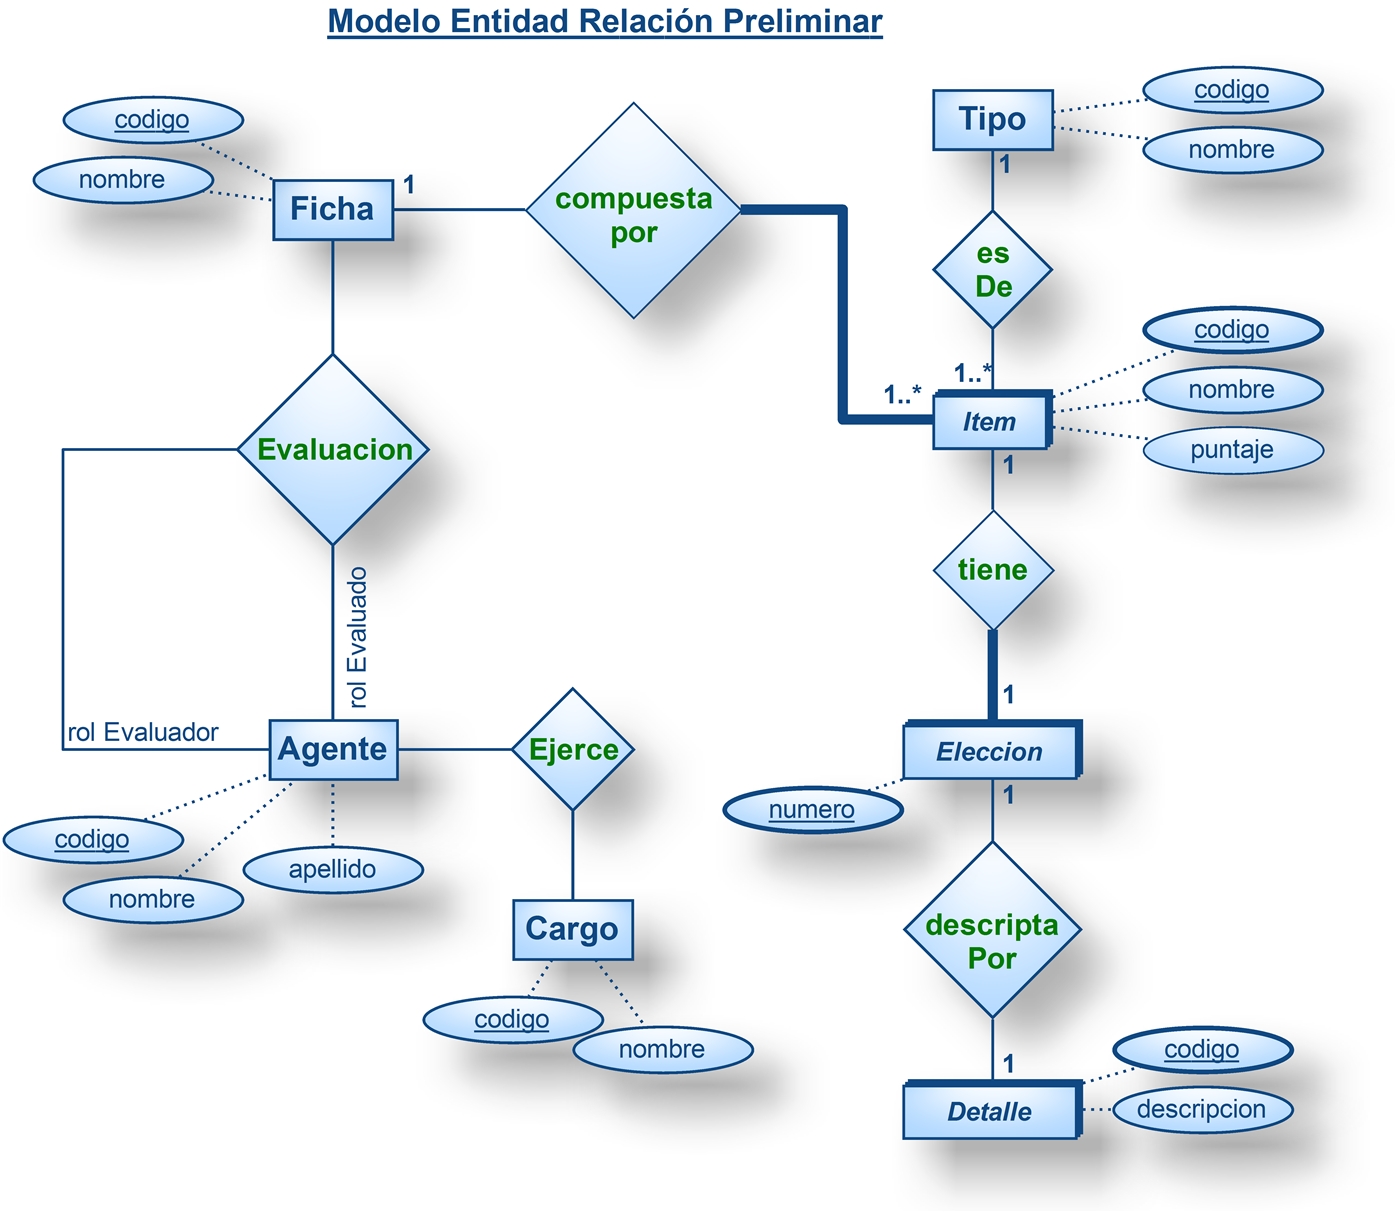 Modelo Entidad Relación Preliminar
codigo
nombre
Ficha
1
compuesta
por
Tipo
codigo
nombre
1
es
De
1..*
1..*
Item
codigo
nombre
puntaje
1
tiene
1
Eleccion
numero
1
descripta
Por
1
Detalle
codigo
descripcion
Evaluacion
rol Evaluado
rol Evaluador
Agente
codigo
nombre
apellido
Ejerce
Cargo
codigo
nombre